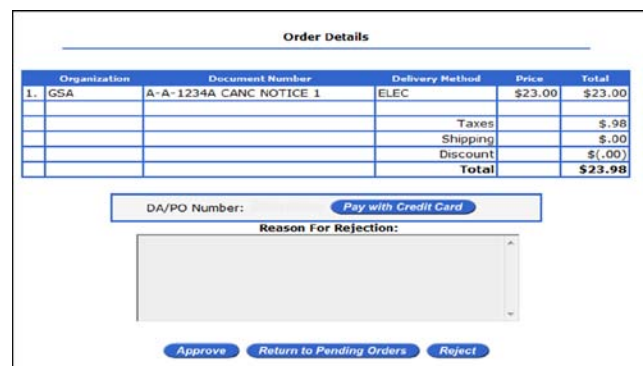 Order Details
Organization Document Number Delivery Method Price Total
1. GSA A-A-1234A CANC NOTICE 1 ELEC $23.00 $23.00
Taxes $.98
Shipping $.00
Discount $(.00)
Total $23.98
DA/PO Number: Pay with Credit Card
Reason For Rejection:
Approve Return to Pending Orders Reject